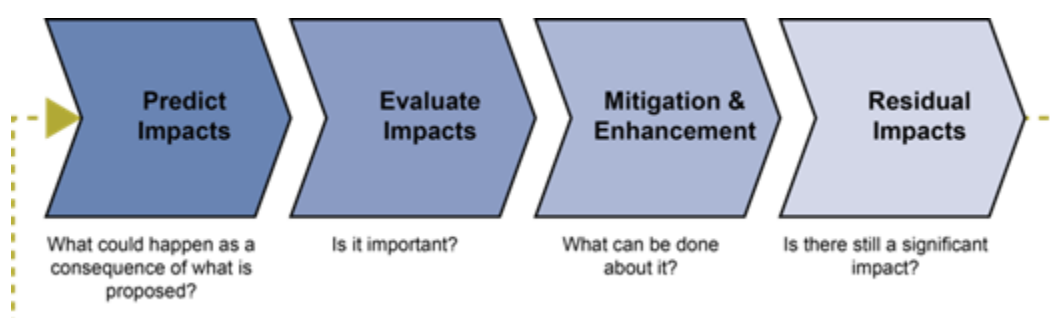 Predict
Impacts
Evaluate
Impacts
Mitigation &
Enhancement
Residual
Impacts
What could happen as a
consequence of what is
proposed?
Is it important?
What can be done
about it?
Is there still a significant
impact?